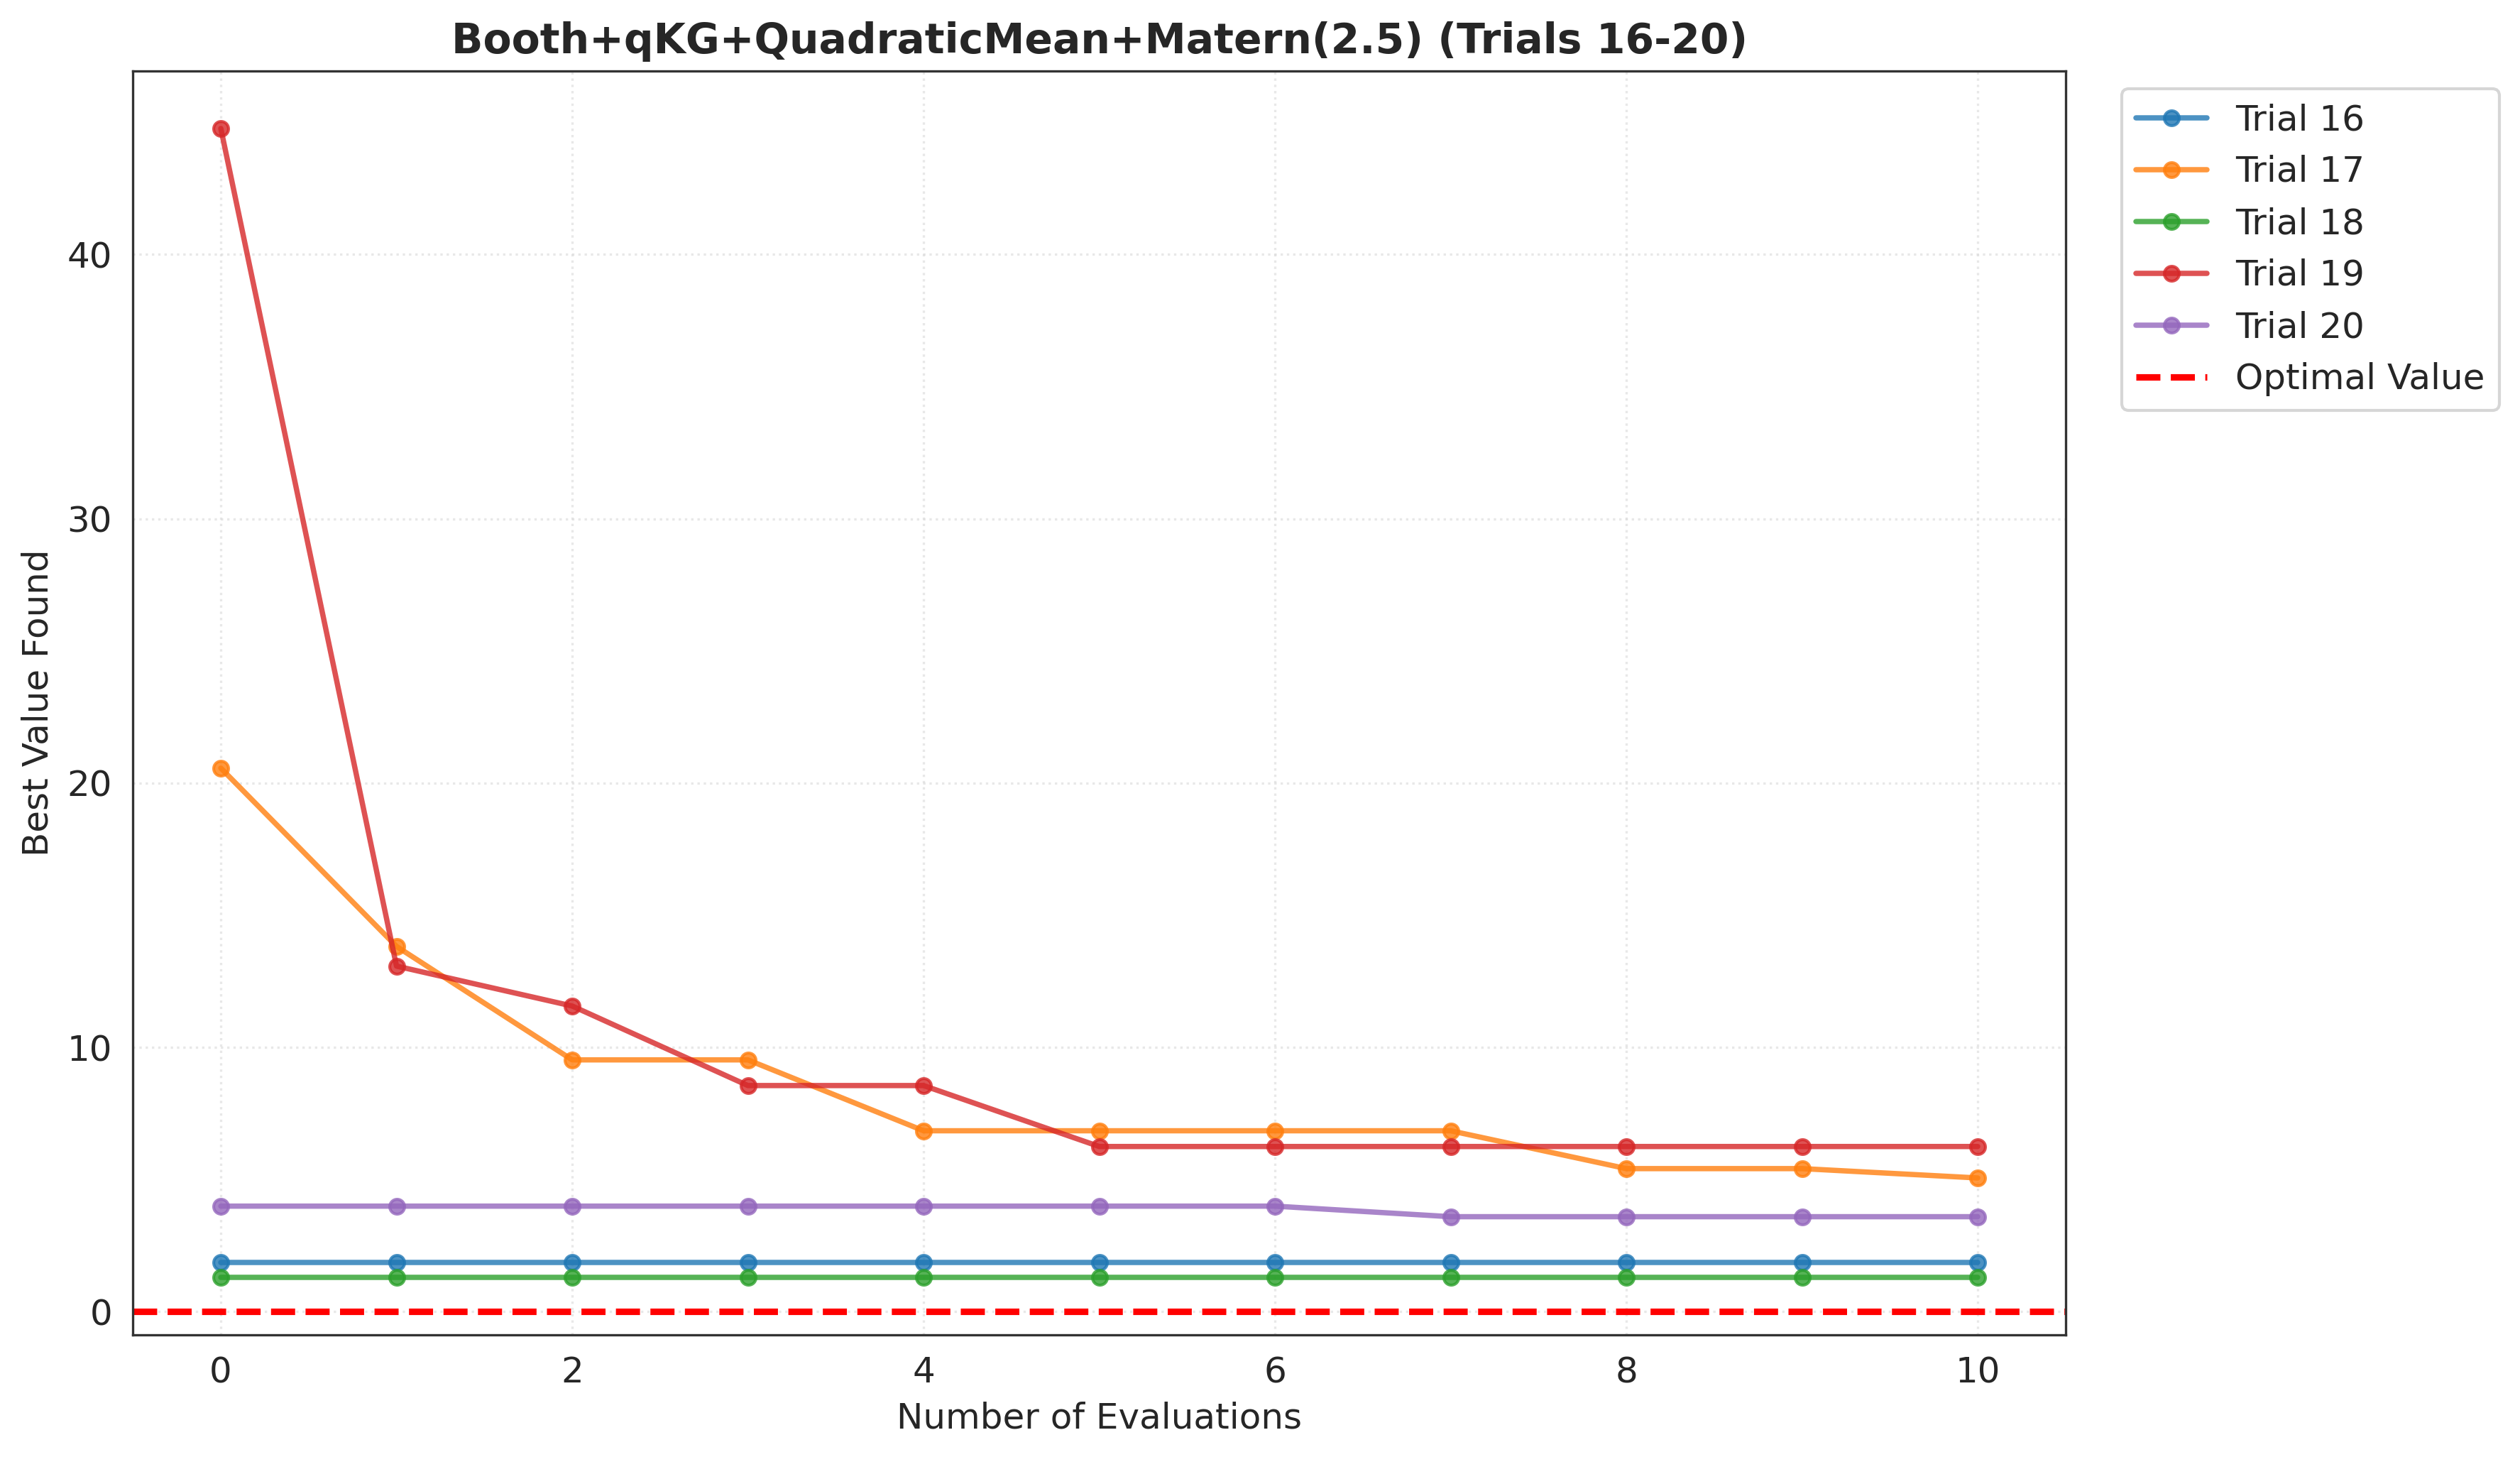 Booth+qKG+QuadraticMean+Matern(2.5) (Trials 16-20)
Trial 16
Trial 17
Trial 18
Trial 19
Trial 20
Optimal Value
Best Value Found
40
30
20
10
0
0 2 4 6 8 10
Number of Evaluations